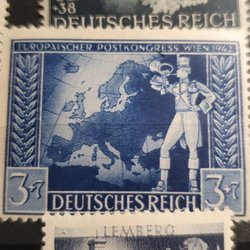 38
DEUTSCHES REICH
EUROPÄISCHER POSTKONGRESS WIEN 1942
3+7 3+7
DEUTSCHES REICH
LEMBERG